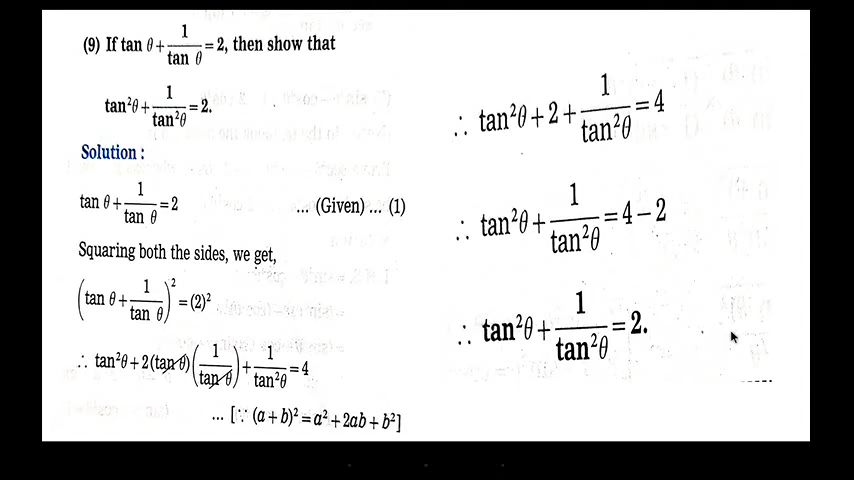 (9) If tan θ + 1/tan θ = 2, then show that
tan²θ + 1/tan²θ = 2.
Solution :
tan θ + 1/tan θ = 2 ... (Given) ... (1)
Squaring both the sides, we get,
(tan θ + 1/tan θ)² = (2)²
∴ tan²θ + 2 (tan θ) (1/tan θ) + 1/tan²θ = 4
... [∵ (a + b)² = a² + 2ab + b²]
∴ tan²θ + 2 + 1/tan²θ = 4
∴ tan²θ + 1/tan²θ = 4 − 2
∴ tan²θ + 1/tan²θ = 2.